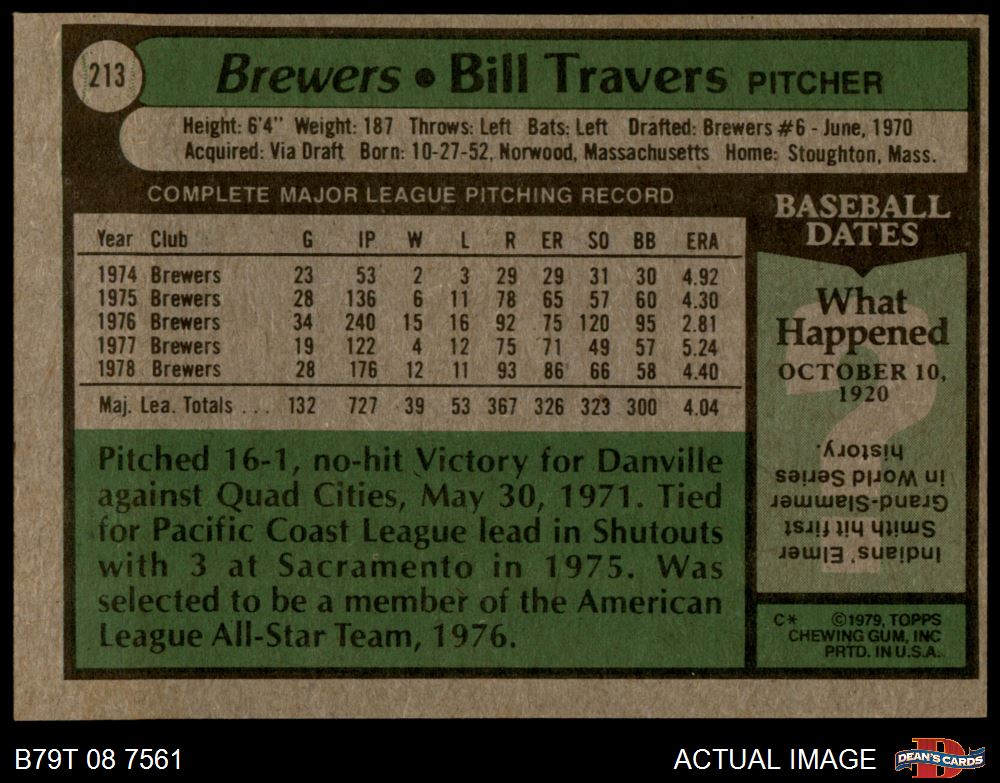 213
Brewers • Bill Travers PITCHER
Height: 6'4" Weight: 187 Throws: Left Bats: Left Drafted: Brewers #6 - June, 1970
Acquired: Via Draft Born: 10-27-52, Norwood, Massachusetts Home: Stoughton, Mass.
COMPLETE MAJOR LEAGUE PITCHING RECORD
Year Club G IP W L R ER SO BB ERA
1974 Brewers 23 53 2 3 29 29 31 30 4.92
1975 Brewers 28 136 6 11 78 65 57 60 4.30
1976 Brewers 34 240 15 16 92 75 120 95 2.81
1977 Brewers 19 122 4 12 75 71 49 57 5.24
1978 Brewers 28 176 12 11 93 86 66 58 4.40
Maj. Lea. Totals ... 132 727 39 53 367 326 323 300 4.04
Pitched 16-1, no-hit Victory for Danville
against Quad Cities, May 30, 1971. Tied
for Pacific Coast League lead in Shutouts
with 3 at Sacramento in 1975. Was
selected to be a member of the American
League All-Star Team, 1976.
BASEBALL
DATES
What
Happened
OCTOBER 10,
1920
?
Indians' Elmer
Smith hit first
Grand-Slammer
in World Series
history.
C* ©1979, TOPPS
CHEWING GUM, INC
PRTD. IN U.S.A.
B79T 08 7561
ACTUAL IMAGE
D
DEAN'S CARDS